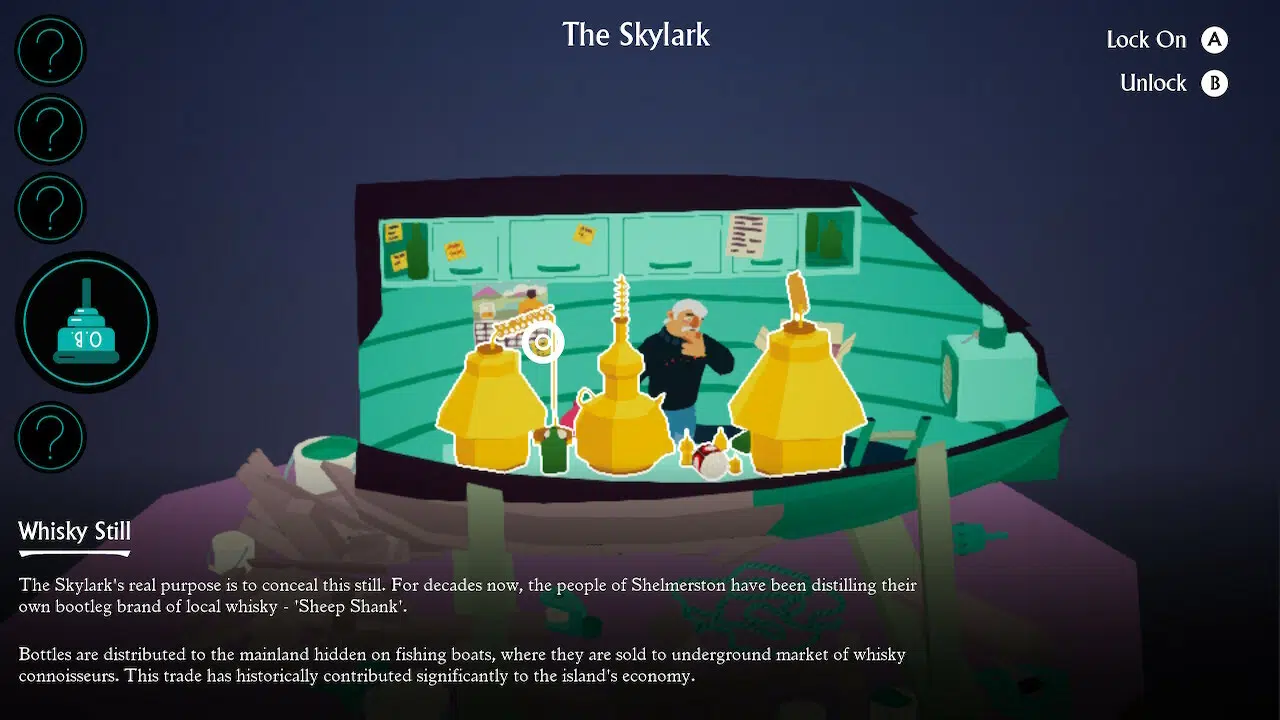 The Skylark
Lock On A
Unlock B
?
?
?
O.B.
?
Whisky Still
The Skylark's real purpose is to conceal this still. For decades now, the people of Shelmerston have been distilling their
own bootleg brand of local whisky - 'Sheep Shank'.
Bottles are distributed to the mainland hidden on fishing boats, where they are sold to underground market of whisky
connoisseurs. This trade has historically contributed significantly to the island's economy.